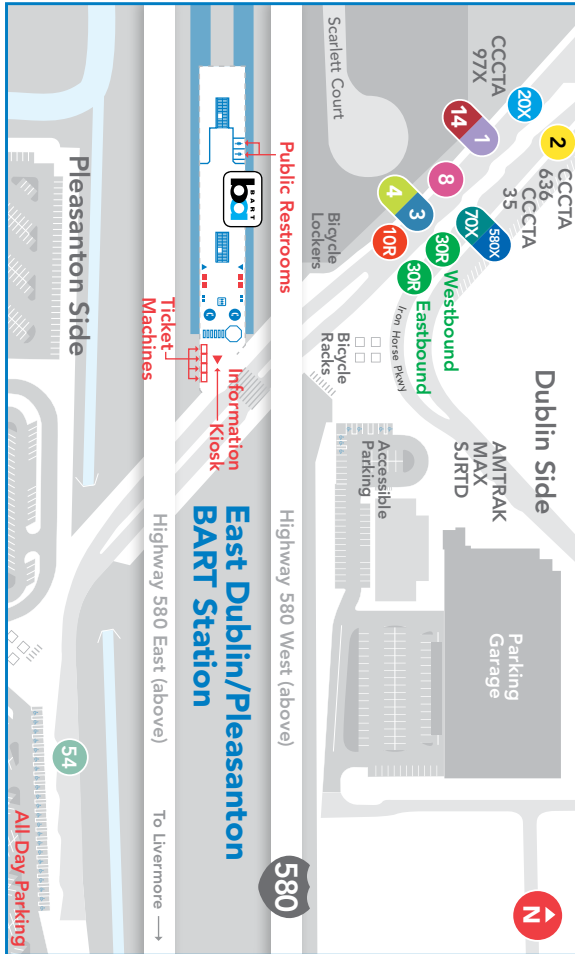 CCCTA
636
CCCTA
35
2
20X
CCCTA
97X
1
14
8
580X
70X
3
4
10R
30R
30R
Westbound
Eastbound
Iron Horse Pkwy
Dublin Side
AMTRAK
MAX
SJRTD
Parking
Garage
N
Scarlett Court
Bicycle
Lockers
Bicycle
Racks
Accessible
Parking
Public Restrooms
BART
ba
Information
Kiosk
Ticket
Machines
Highway 580 West (above)
580
East Dublin/Pleasanton
BART Station
Highway 580 East (above)
To Livermore
Pleasanton Side
54
All Day Parking